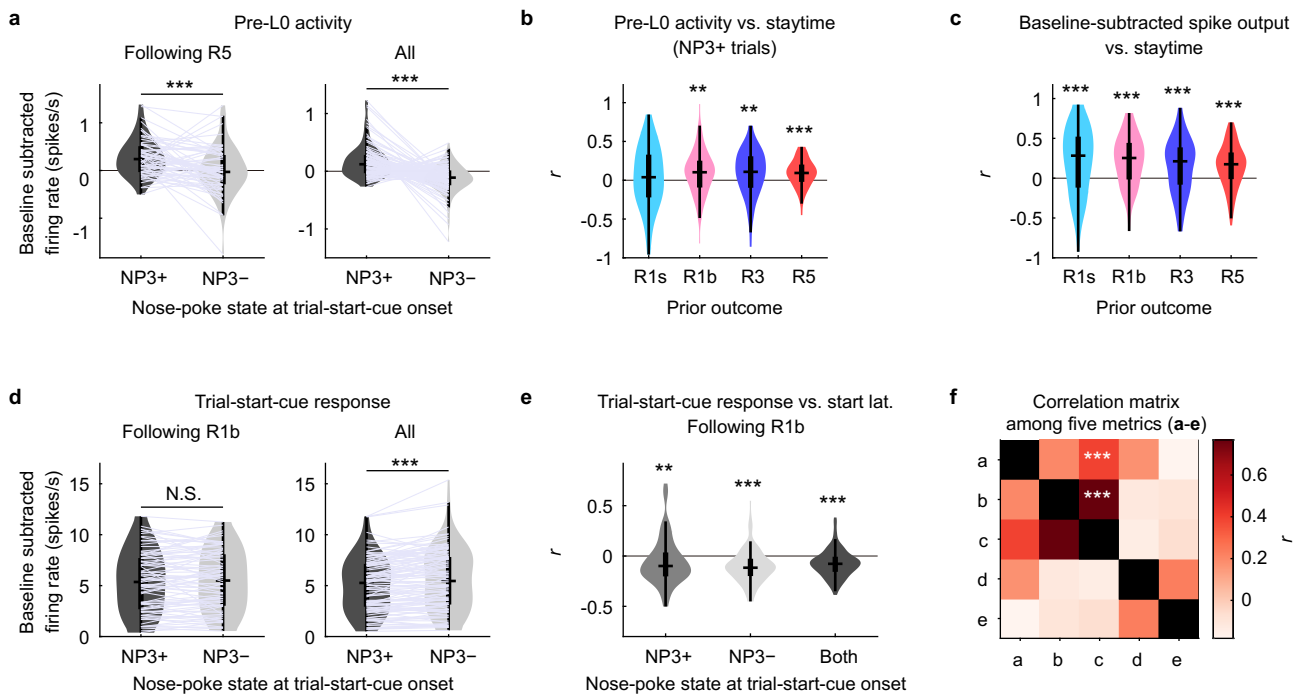 a
Pre-L0 activity
Following R5
All
***
***
Baseline subtracted
firing rate (spikes/s)
1
0
-1
1
0
-1
NP3+ NP3−
NP3+ NP3−
Nose-poke state at trial-start-cue onset
b
Pre-L0 activity vs. staytime
(NP3+ trials)
** ** ***
r
1
0.5
0
-0.5
-1
R1s R1b R3 R5
Prior outcome
c
Baseline-subtracted spike output
vs. staytime
*** *** *** ***
r
1
0.5
0
-0.5
-1
R1s R1b R3 R5
Prior outcome
d
Trial-start-cue response
Following R1b
All
N.S.
***
Baseline subtracted
firing rate (spikes/s)
15
10
5
0
15
10
5
0
NP3+ NP3−
NP3+ NP3−
Nose-poke state at trial-start-cue onset
e
Trial-start-cue response vs. start lat.
Following R1b
** *** ***
r
0.5
-0
-0.5
NP3+ NP3− Both
Nose-poke state at trial-start-cue onset
f
Correlation matrix
among five metrics (a-e)
a
b
c
d
e
***
***
a b c d e
0.6
0.4
0.2
0
r